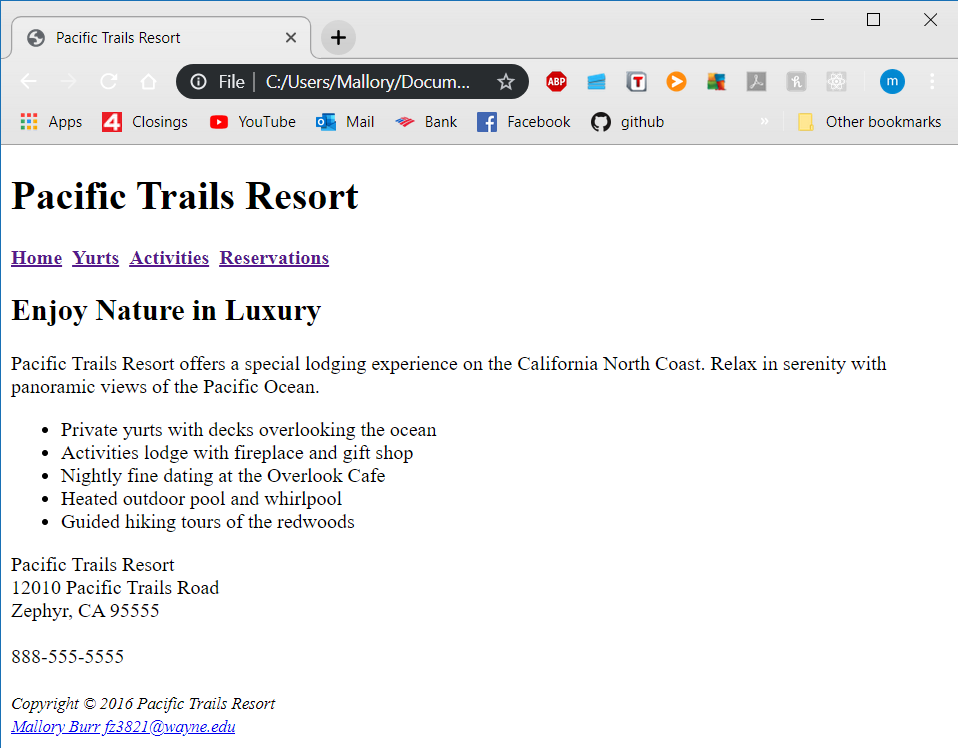 Pacific Trails Resort
File | C:/Users/Mallory/Docum...
ABP T m
Apps 4 Closings YouTube Mail Bank Facebook github » Other bookmarks
Pacific Trails Resort
Home Yurts Activities Reservations
Enjoy Nature in Luxury
Pacific Trails Resort offers a special lodging experience on the California North Coast. Relax in serenity with
panoramic views of the Pacific Ocean.
• Private yurts with decks overlooking the ocean
• Activities lodge with fireplace and gift shop
• Nightly fine dating at the Overlook Cafe
• Heated outdoor pool and whirlpool
• Guided hiking tours of the redwoods
Pacific Trails Resort
12010 Pacific Trails Road
Zephyr, CA 95555
888-555-5555
Copyright © 2016 Pacific Trails Resort
Mallory Burr fz3821@wayne.edu